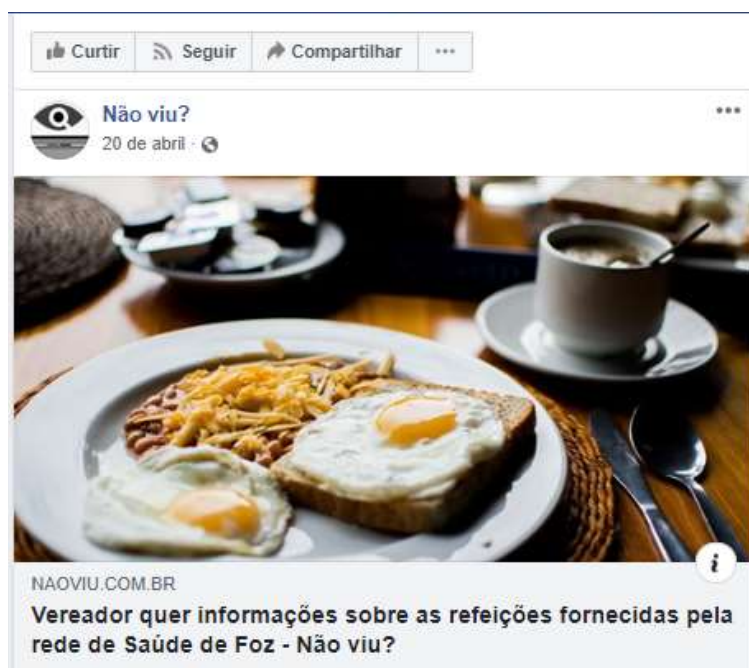 Curtir Seguir Compartilhar
Não viu?
20 de abril
NAOVIU.COM.BR
Vereador quer informações sobre as refeições fornecidas pela
rede de Saúde de Foz - Não viu?